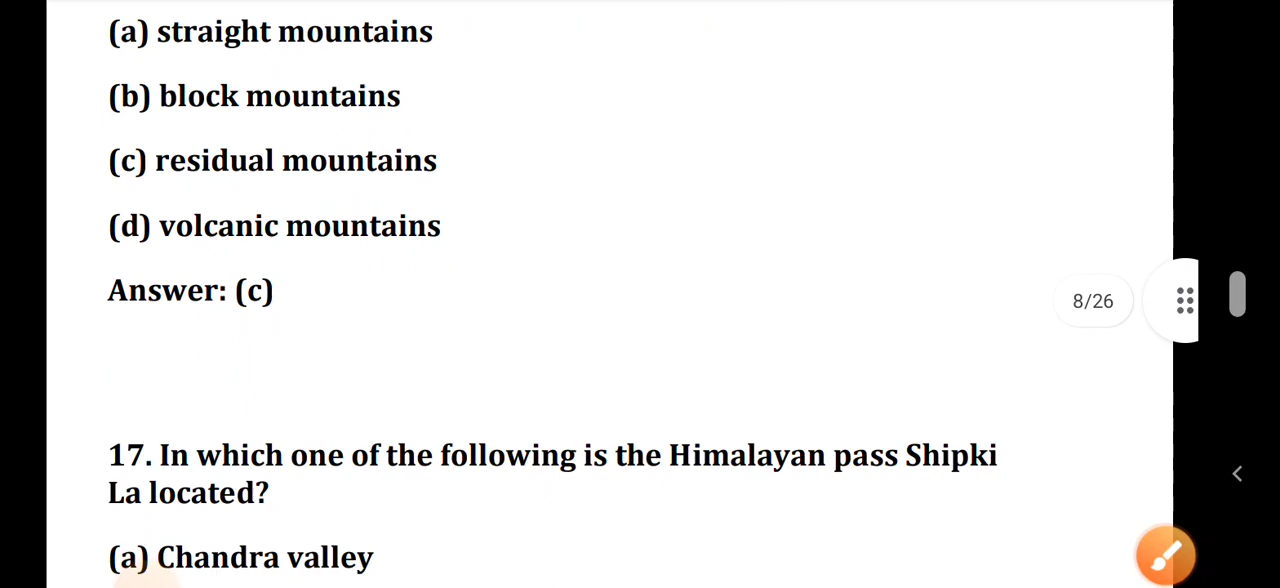 (a) straight mountains
(b) block mountains
(c) residual mountains
(d) volcanic mountains
Answer: (c)
8/26
17. In which one of the following is the Himalayan pass Shipki
La located?
(a) Chandra valley